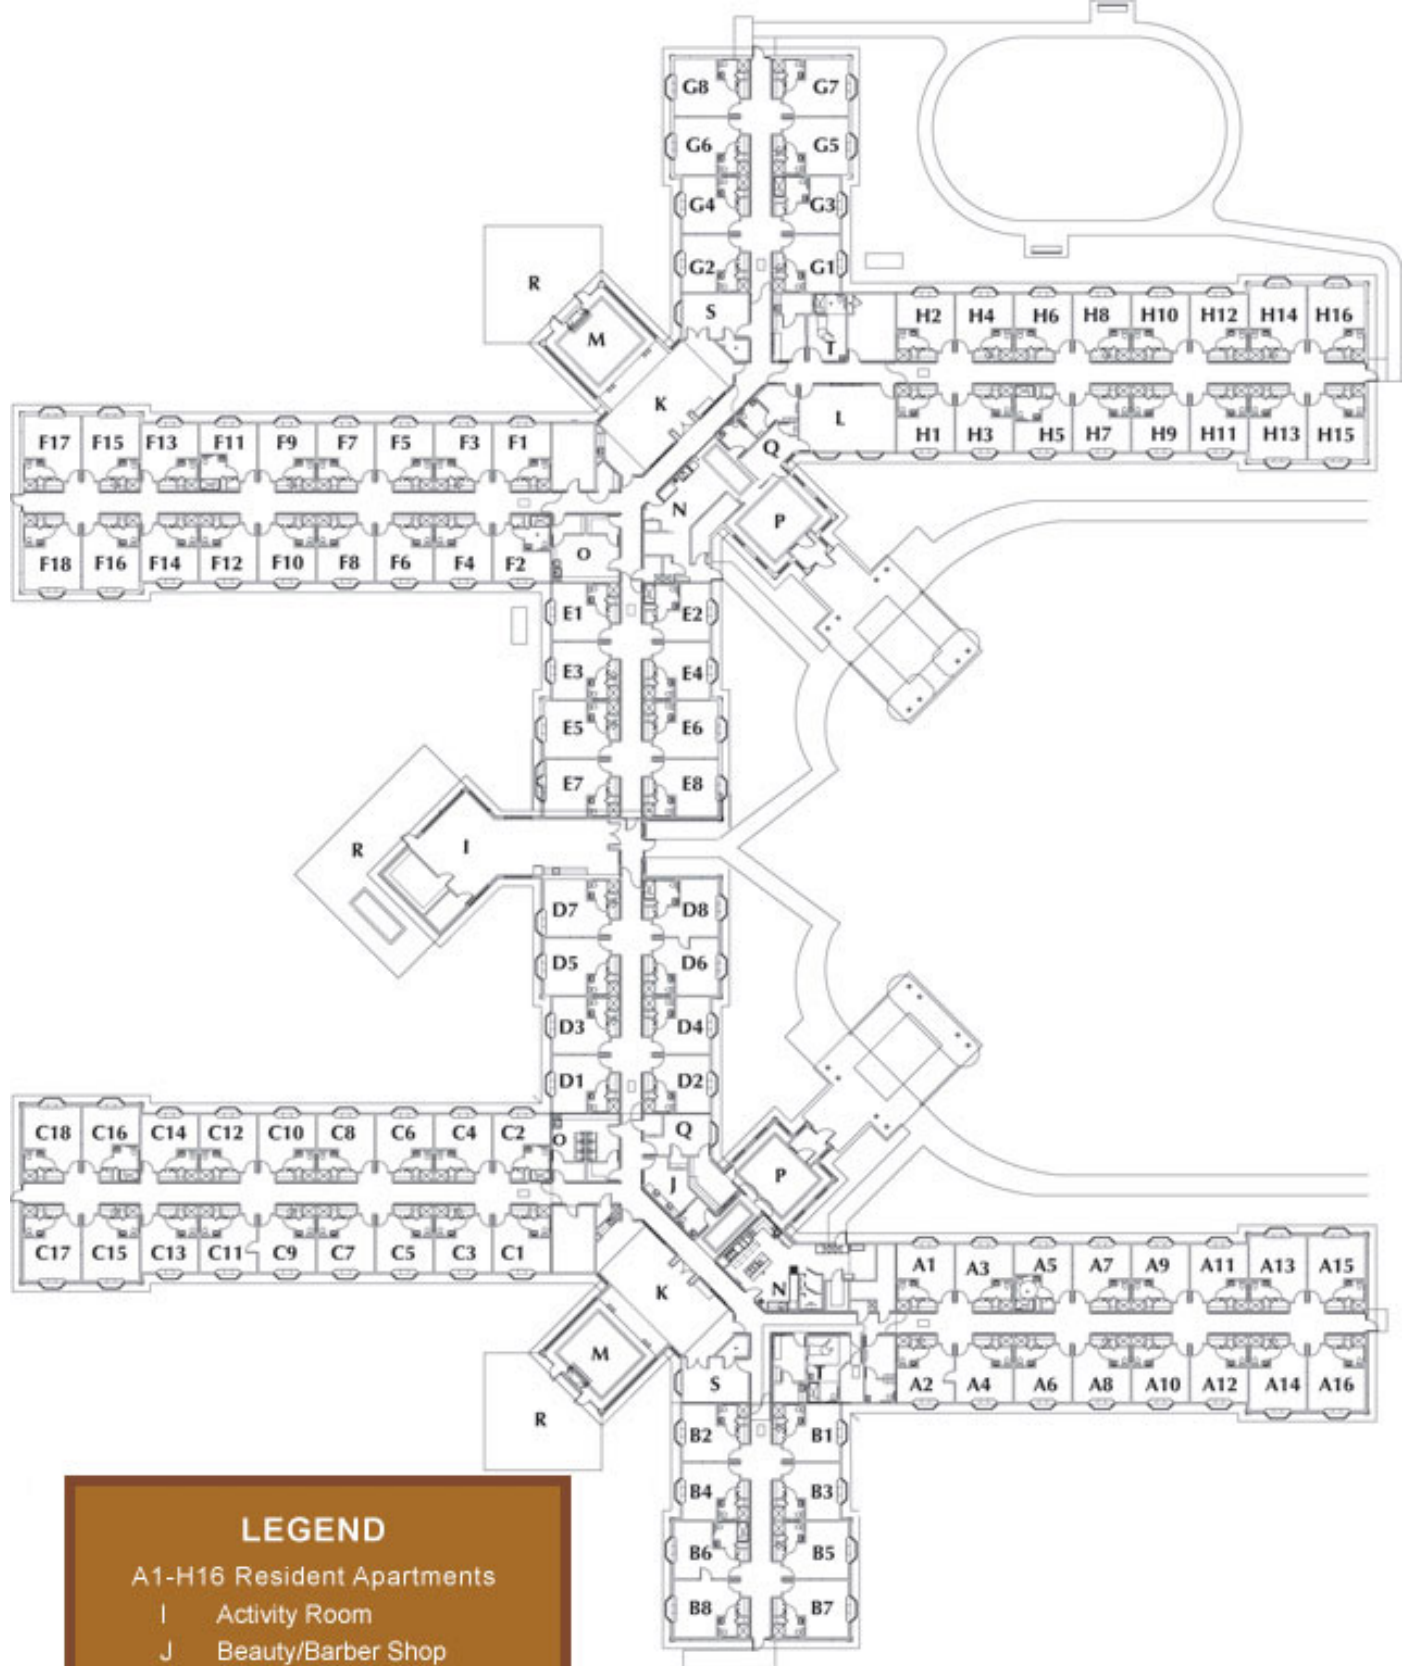 G8 G7
G6 G5
G4 G3
G2 G1
R
S
M
T
H2 H4 H6 H8 H10 H12 H14 H16
K
L
F17 F15 F13 F11 F9 F7 F5 F3 F1
H1 H3 H5 H7 H9 H11 H13 H15
Q
N
P
O
F18 F16 F14 F12 F10 F8 F6 F4 F2
E1 E2
E3 E4
E5 E6
E7 E8
R
I
D7 D8
D5 D6
D3 D4
D1 D2
C18 C16 C14 C12 C10 C8 C6 C4 C2
O
Q
J
P
C17 C15 C13 C11 C9 C7 C5 C3 C1
A1 A3 A5 A7 A9 A11 A13 A15
K
N
M
T
S
A2 A4 A6 A8 A10 A12 A14 A16
R
B2 B1
B4 B3
B6 B5
B8 B7
LEGEND
A1-H16 Resident Apartments
I Activity Room
J Beauty/Barber Shop